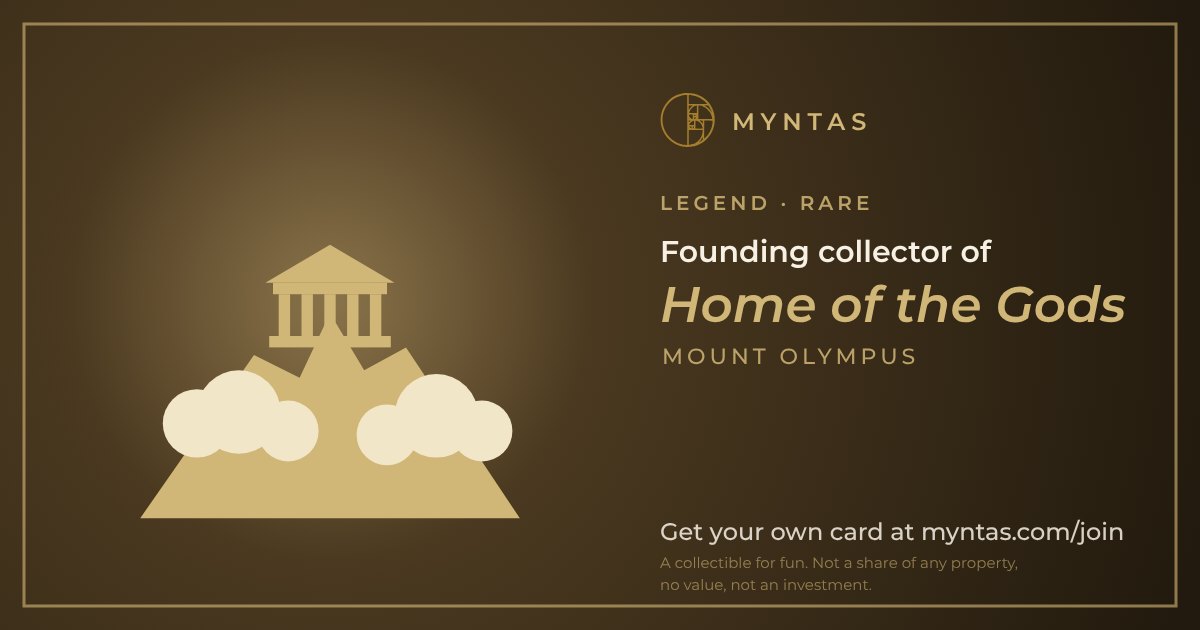 MYNTAS
LEGEND · RARE
Founding collector of
Home of the Gods
MOUNT OLYMPUS
Get your own card at myntas.com/join
A collectible for fun. Not a share of any property,
no value, not an investment.